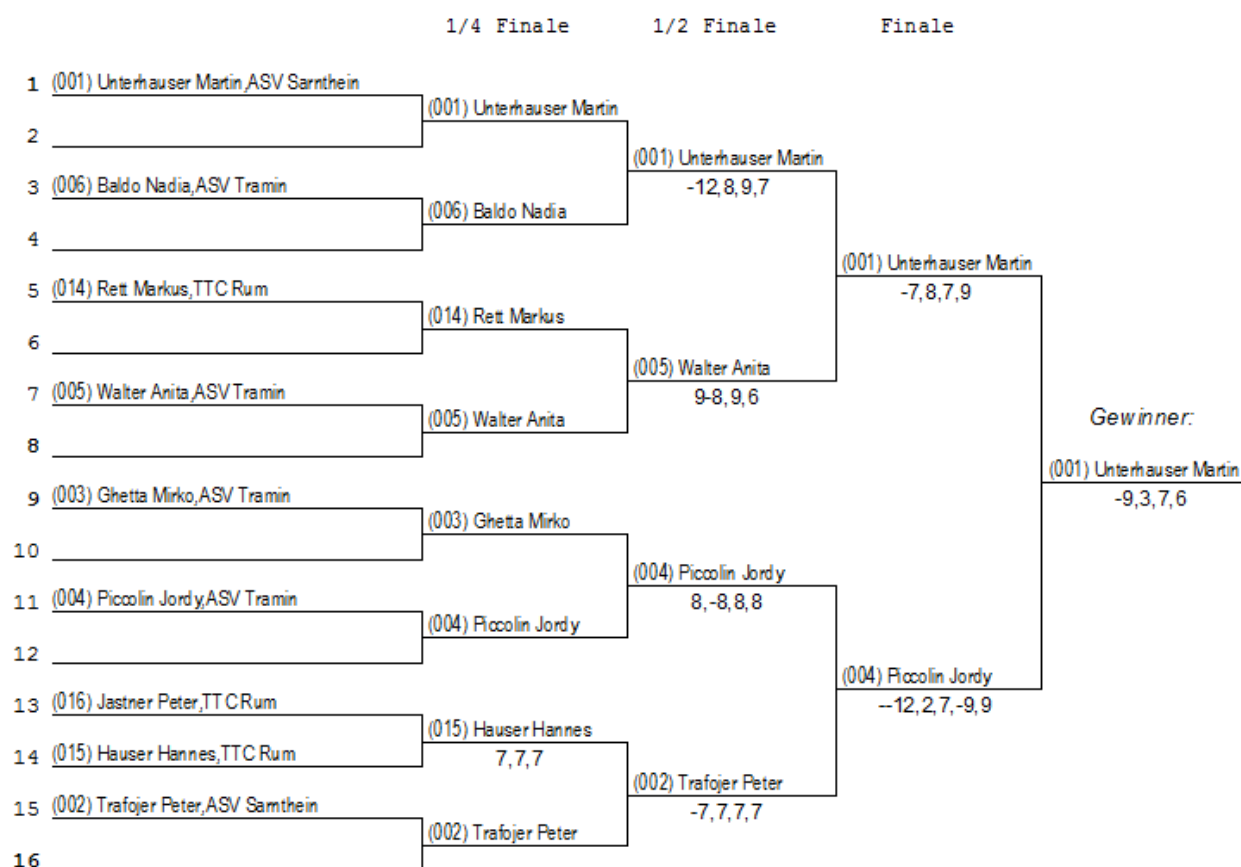 1/4 Finale 1/2 Finale Finale
1 (001) Unterhauser Martin,ASV Sarnthein
(001) Unterhauser Martin
2
(001) Unterhauser Martin
-12,8,9,7
3 (006) Baldo Nadia,ASV Tramin
(006) Baldo Nadia
4
(001) Unterhauser Martin
-7,8,7,9
5 (014) Rett Markus,TTC Rum
(014) Rett Markus
6
(005) Walter Anita
9-8,9,6
7 (005) Walter Anita,ASV Tramin
(005) Walter Anita
8
Gewinner:
(001) Unterhauser Martin
-9,3,7,6
9 (003) Ghetta Mirko,ASV Tramin
(003) Ghetta Mirko
10
(004) Piccolin Jordy
8,-8,8,8
11 (004) Piccolin Jordy,ASV Tramin
(004) Piccolin Jordy
12
(004) Piccolin Jordy
--12,2,7,-9,9
13 (016) Jastner Peter,TTC Rum
(015) Hauser Hannes
7,7,7
14 (015) Hauser Hannes,TTC Rum
(002) Trafojer Peter
-7,7,7,7
15 (002) Trafojer Peter,ASV Sarnthein
(002) Trafojer Peter
16